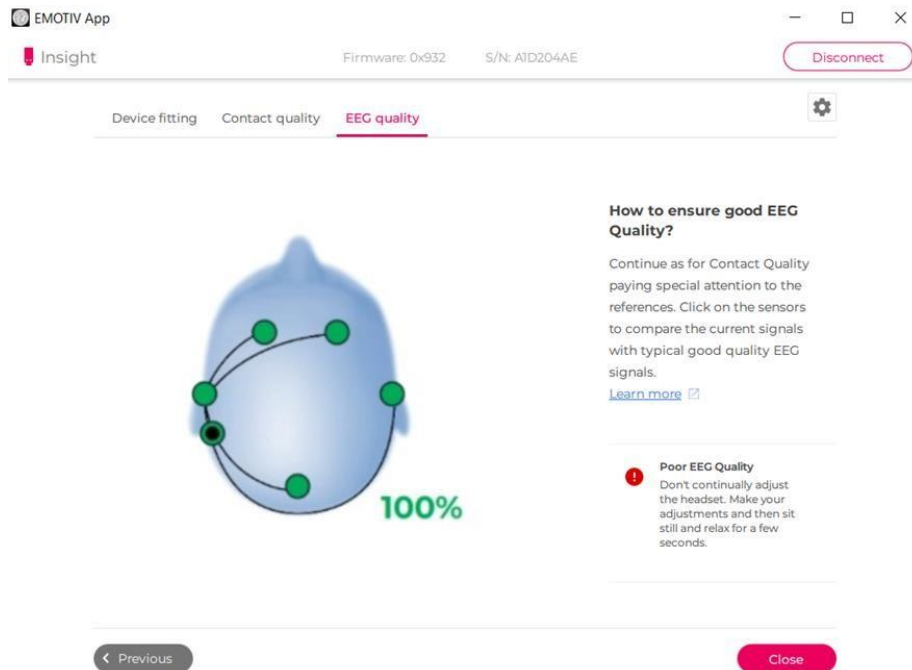 EMOTIV App
Insight
Firmware: 0x932
S/N: A1D204AE
Disconnect
Device fitting
Contact quality
EEG quality
How to ensure good EEG
Quality?
Continue as for Contact Quality
paying special attention to the
references. Click on the sensors
to compare the current signals
with typical good quality EEG
signals.
Learn more
Poor EEG Quality
Don't continually adjust
the headset. Make your
adjustments and then sit
still and relax for a few
seconds.
100%
Previous
Close